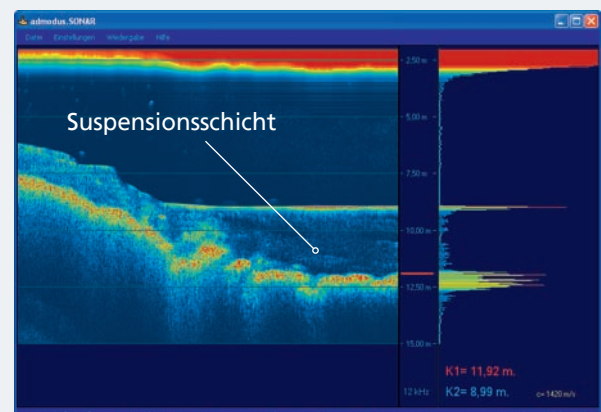 admodus.SONAR
Datei Einstellungen Wiedergabe Hilfe
Suspensionsschicht
2,50 m
5,00 m
7,50 m
10,00 m
12,50 m
15,00 m
K1= 11,92 m.
12 kHz K2= 8,99 m. c= 1420 m/s